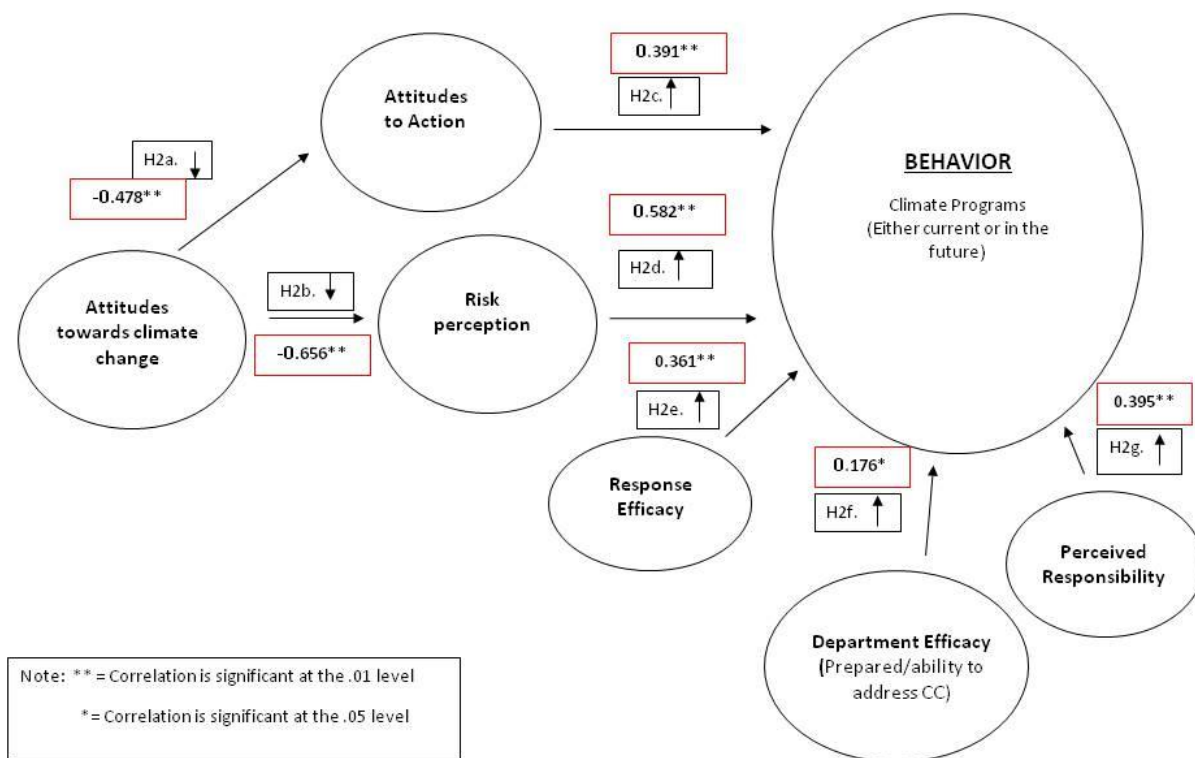 0.391**
H2c.
Attitudes
to Action
H2a.
-0.478**
BEHAVIOR
Climate Programs
(Either current or in the
future)
0.582**
H2d.
Attitudes
towards climate
change
H2b.
-0.656**
Risk
perception
0.361**
H2e.
Response
Efficacy
0.176*
H2f.
0.395**
H2g.
Perceived
Responsibility
Department Efficacy
(Prepared/ability to
address CC)
Note: ** = Correlation is significant at the .01 level
*= Correlation is significant at the .05 level